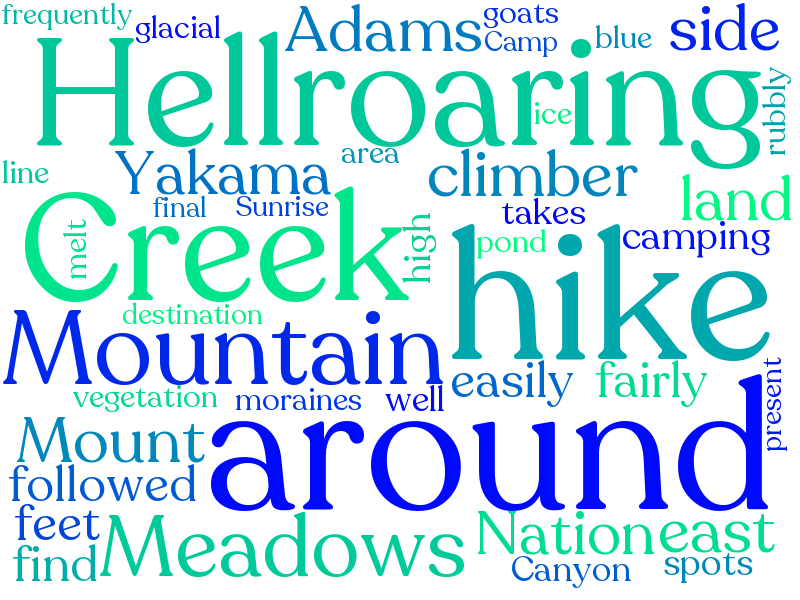 frequently glacial Adams goats Camp blue side
Hellroaring ice rubbly
line Yakama area climber land
final Sunrise takes camping
Creek melt high pond hike
destination
Mountain easily fairly present
vegetation moraines well
Mount around
followed
feet Meadows Nation east
find Canyon spots